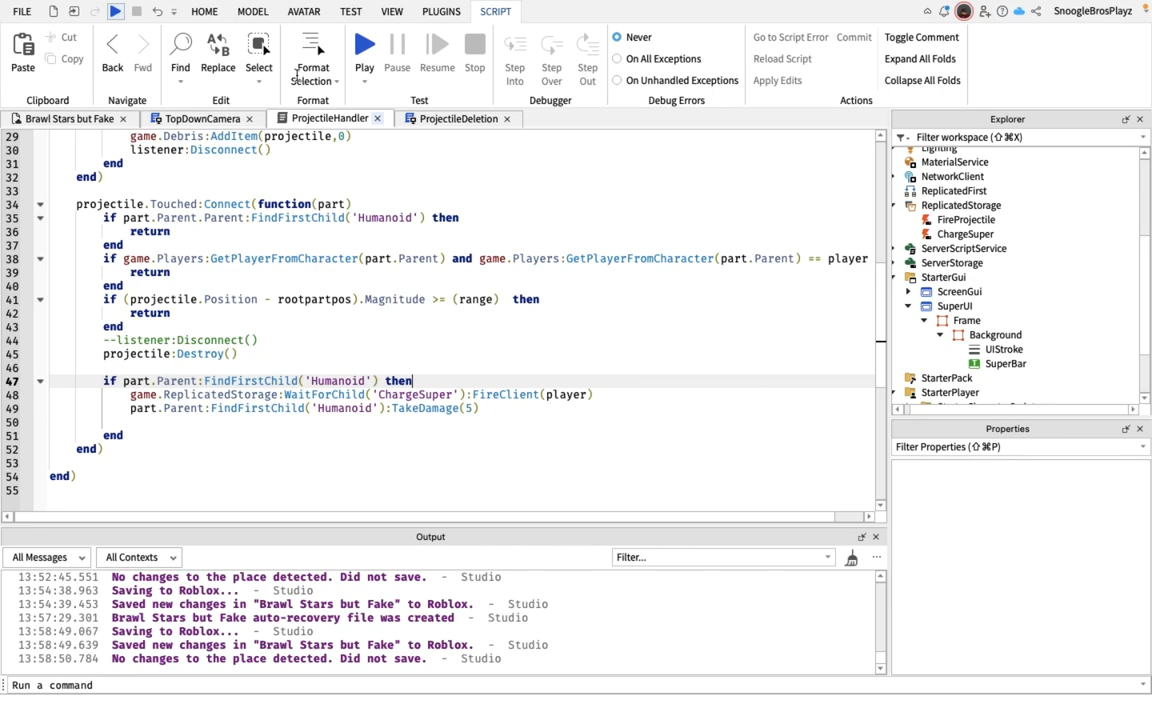 FILE HOME MODEL AVATAR TEST VIEW PLUGINS SCRIPT SnoogleBrosPlayz
Paste Cut Copy Back Fwd Find Replace Select Format Selection Play Pause Resume Stop Step Into Step Over Step Out Never On All Exceptions On Unhandled Exceptions Go to Script Error Commit Reload Script Apply Edits Toggle Comment Expand All Folds Collapse All Folds
Clipboard Navigate Edit Format Test Debugger Debug Errors Actions
Brawl Stars but Fake TopDownCamera ProjectileHandler ProjectileDeletion
29 game.Debris:AddItem(projectile,0)
30 listener:Disconnect()
31 end
32 end)
33
34 projectile.Touched:Connect(function(part)
35 if part.Parent.Parent:FindFirstChild('Humanoid') then
36 return
37 end
38 if game.Players:GetPlayerFromCharacter(part.Parent) and game.Players:GetPlayerFromCharacter(part.Parent) == player
39 return
40 end
41 if (projectile.Position - rootpartpos).Magnitude >= (range) then
42 return
43 end
44 --listener:Disconnect()
45 projectile:Destroy()
46
47 if part.Parent:FindFirstChild('Humanoid') then
48 game.ReplicatedStorage:WaitForChild('ChargeSuper'):FireClient(player)
49 part.Parent:FindFirstChild('Humanoid'):TakeDamage(5)
50
51 end
52 end)
53
54 end)
55
Explorer
Filter workspace (⇧⌘X)
Lighting
MaterialService
NetworkClient
ReplicatedFirst
ReplicatedStorage
FireProjectile
ChargeSuper
ServerScriptService
ServerStorage
StarterGui
ScreenGui
SuperUI
Frame
Background
UIStroke
SuperBar
StarterPack
StarterPlayer
Properties
Filter Properties (⇧⌘P)
Output
All Messages All Contexts Filter...
13:52:45.551 No changes to the place detected. Did not save. - Studio
13:54:38.963 Saving to Roblox... - Studio
13:54:39.453 Saved new changes in "Brawl Stars but Fake" to Roblox. - Studio
13:57:29.301 Brawl Stars but Fake auto-recovery file was created - Studio
13:58:49.067 Saving to Roblox... - Studio
13:58:49.639 Saved new changes in "Brawl Stars but Fake" to Roblox. - Studio
13:58:50.784 No changes to the place detected. Did not save. - Studio
Run a command